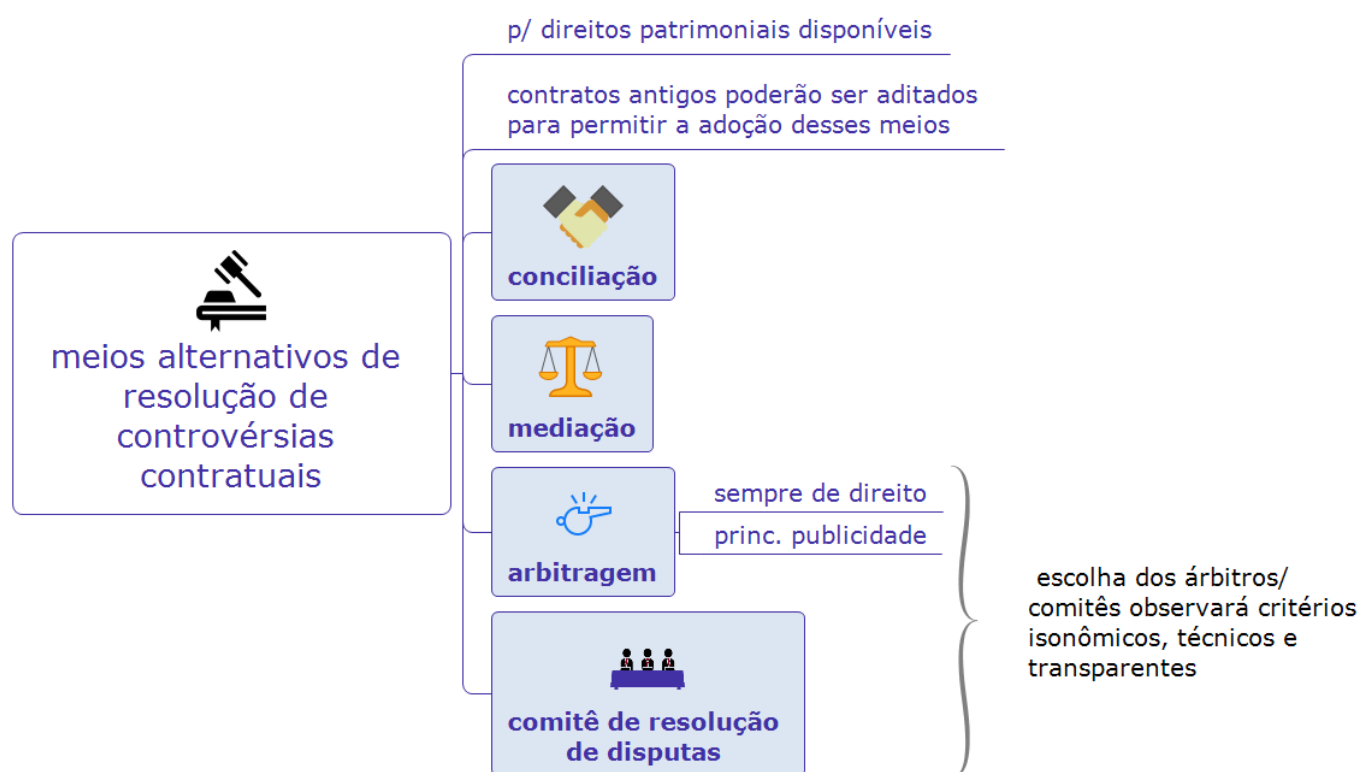 p/ direitos patrimoniais disponíveis
contratos antigos poderão ser aditados
para permitir a adoção desses meios
conciliação
meios alternativos de
resolução de
controvérsias
contratuais
mediação
arbitragem
sempre de direito
princ. publicidade
escolha dos árbitros/
comitês observará critérios
isonômicos, técnicos e
transparentes
comitê de resolução
de disputas